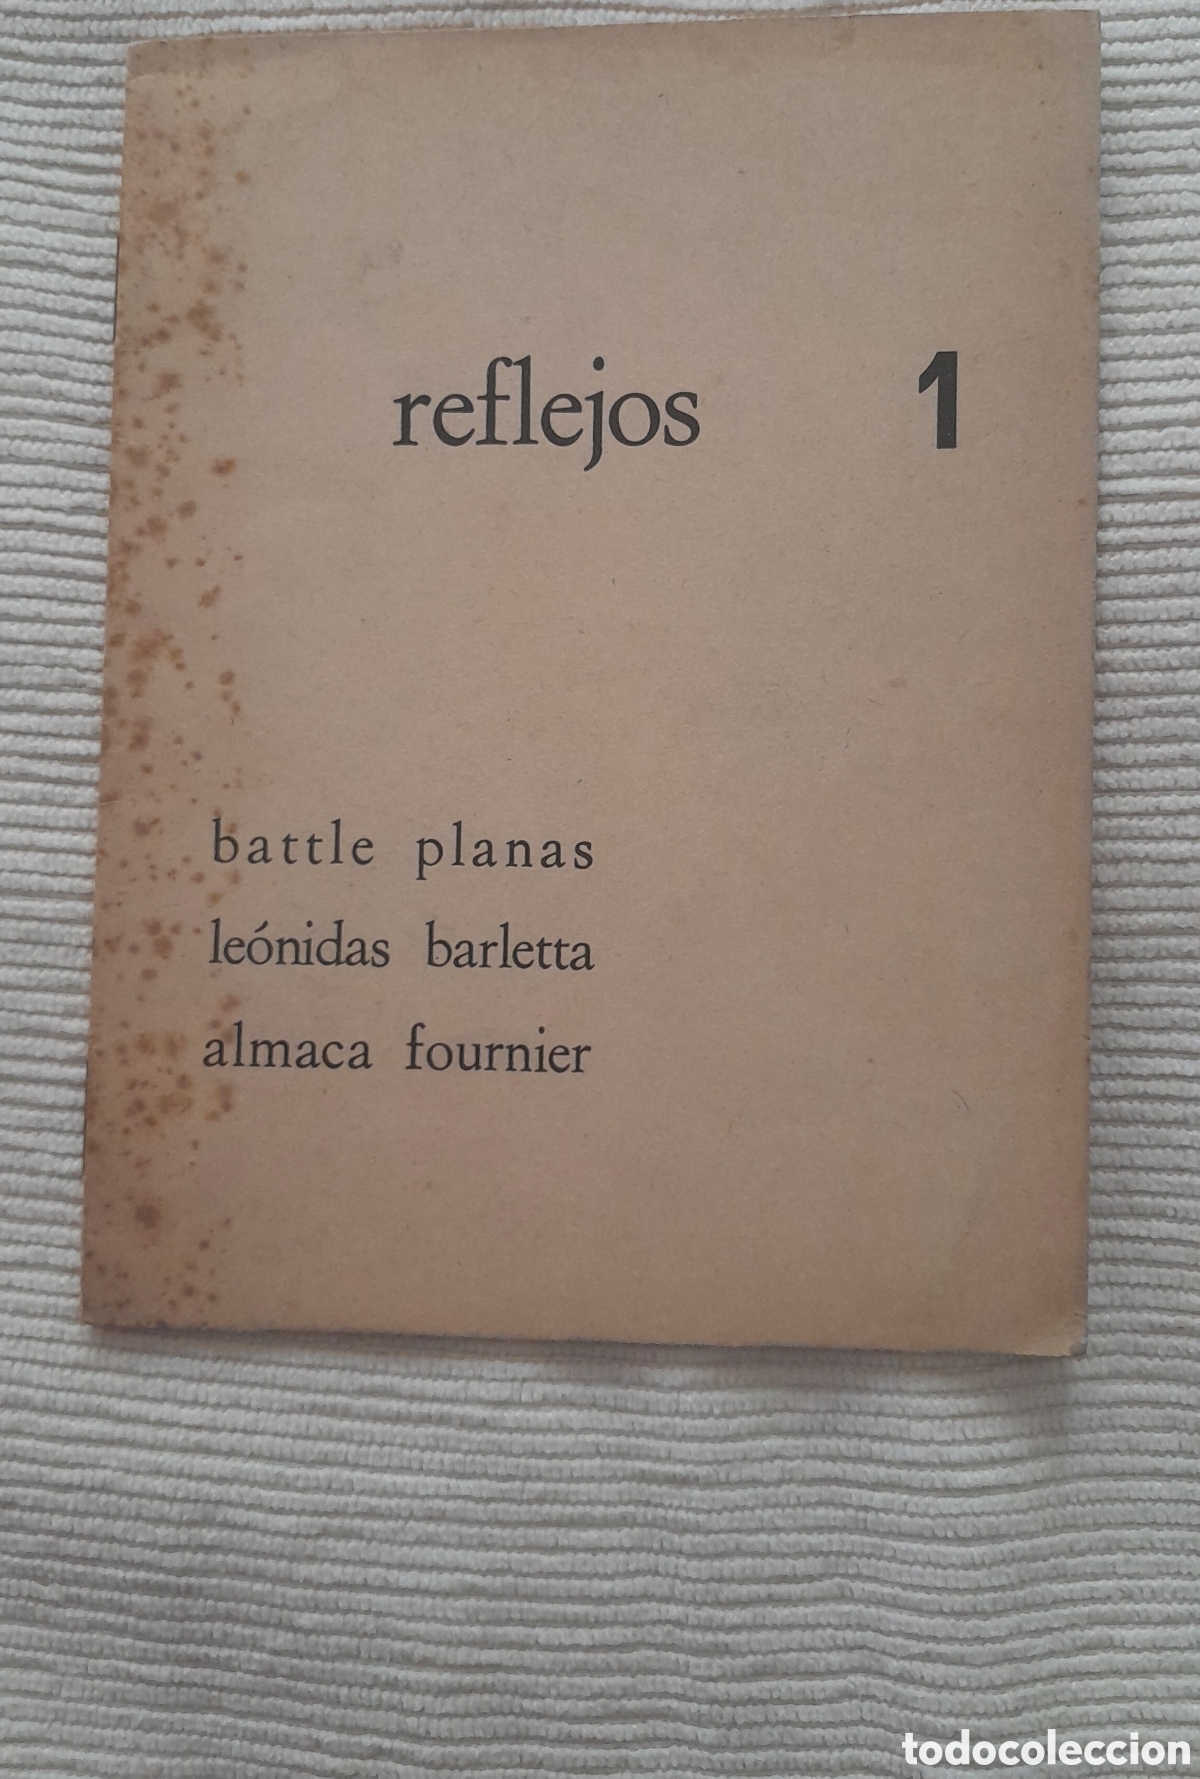 reflejos 1
battle planas
leónidas barletta
almaca fournier
todocoleccion